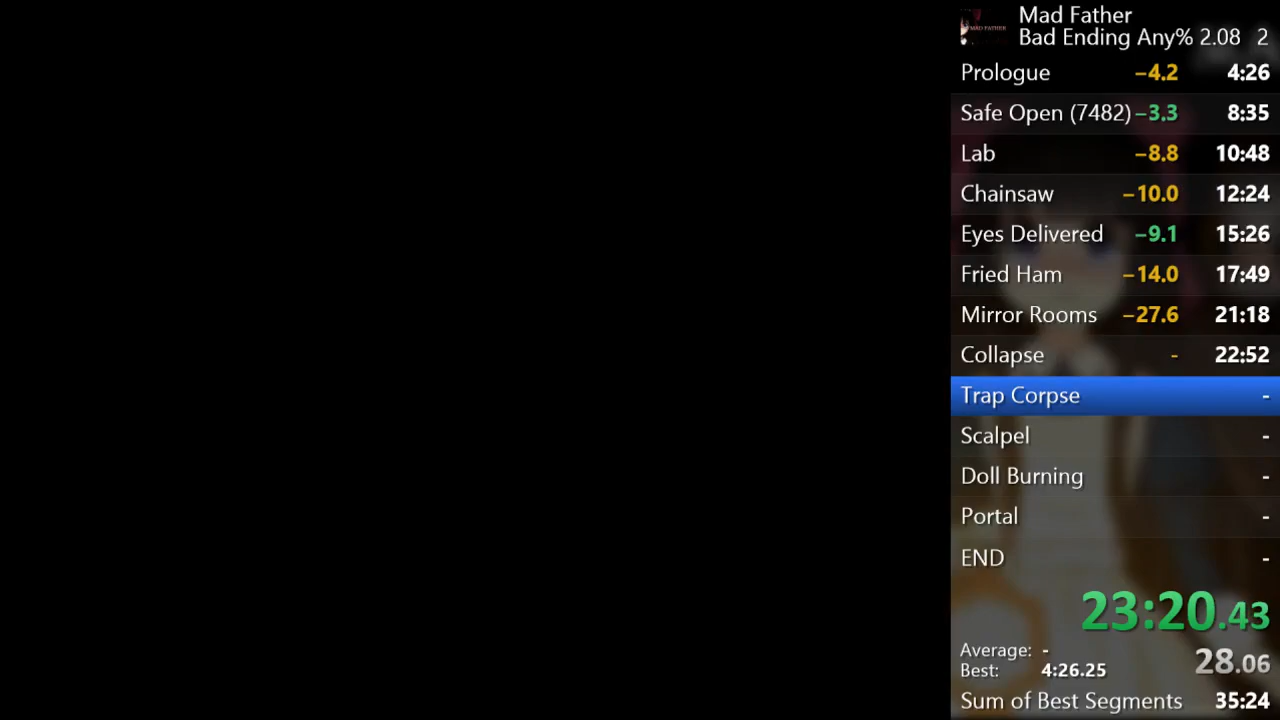 Mad Father
Bad Ending Any% 2.08 2
Prologue −4.2 4:26
Safe Open (7482) −3.3 8:35
Lab −8.8 10:48
Chainsaw −10.0 12:24
Eyes Delivered −9.1 15:26
Fried Ham −14.0 17:49
Mirror Rooms −27.6 21:18
Collapse - 22:52
Trap Corpse -
Scalpel -
Doll Burning -
Portal -
END -
23:20.43
Average: -
28.06
Best: 4:26.25
Sum of Best Segments 35:24